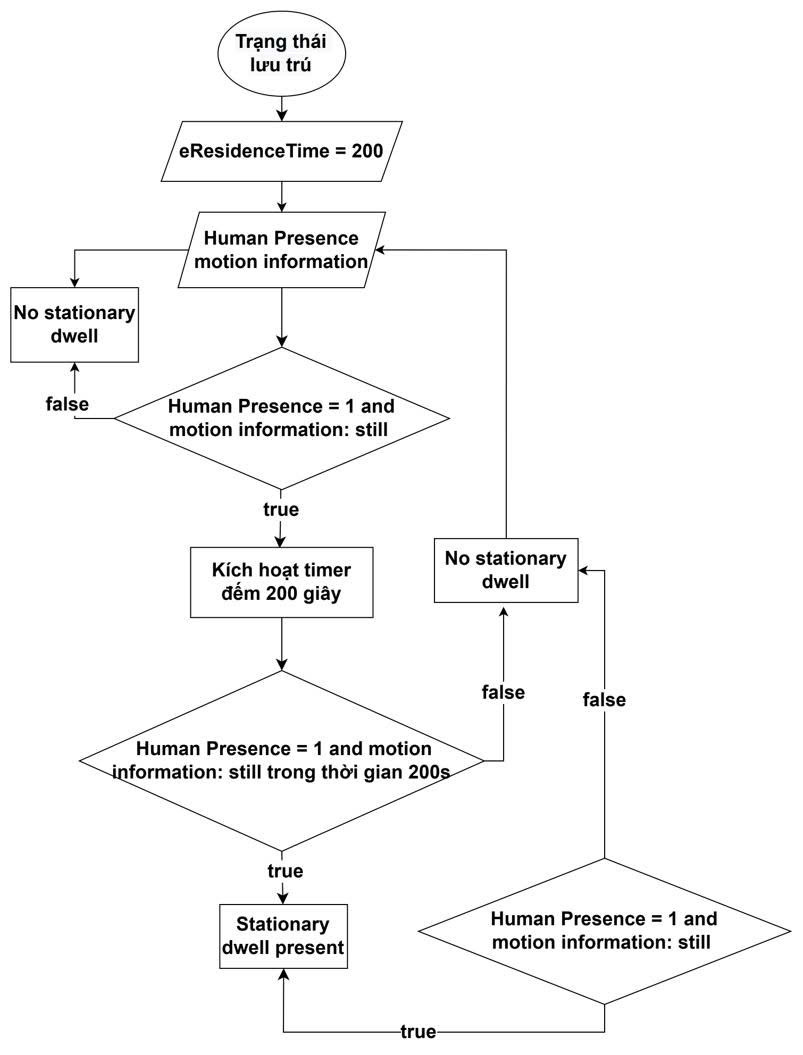 Trạng thái
lưu trú
eResidenceTime = 200
Human Presence
motion information
No stationary
dwell
false
Human Presence = 1 and
motion information: still
true
Kích hoạt timer
đếm 200 giây
No stationary
dwell
false
false
Human Presence = 1 and motion
information: still trong thời gian 200s
true
Stationary
dwell present
Human Presence = 1 and
motion information: still
true